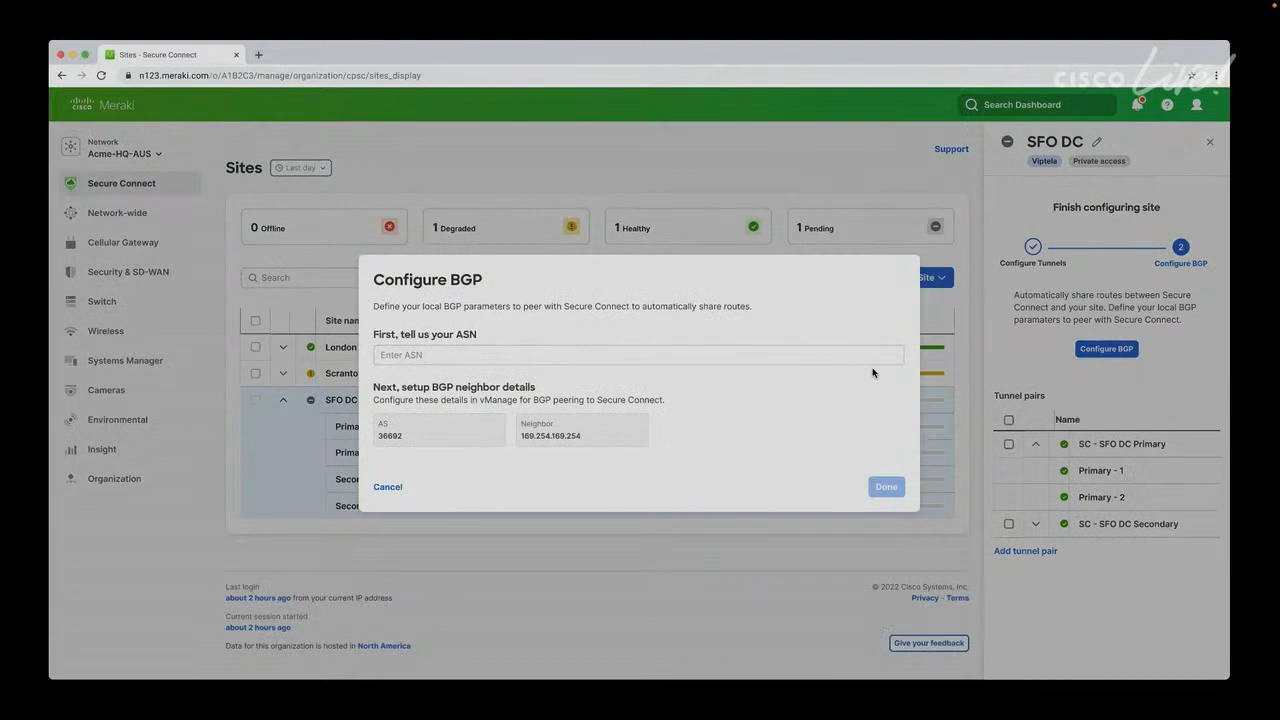 Sites - Secure Connect
n123.meraki.com/o/A1B2C3/manage/organization/cpsc/sites_display
CISCO Live!
CISCO Meraki
Search Dashboard
Network
Acme-HQ-AUS
Secure Connect
Network-wide
Cellular Gateway
Security & SD-WAN
Switch
Wireless
Systems Manager
Cameras
Environmental
Insight
Organization
Sites
Last day
Support
0 Offline
1 Degraded
1 Healthy
1 Pending
Search
Site
Site na
London
Scranto
SFO DC
Prima
Prima
Secon
Secon
Configure BGP
Define your local BGP parameters to peer with Secure Connect to automatically share routes.
First, tell us your ASN
Enter ASN
Next, setup BGP neighbor details
Configure these details in vManage for BGP peering to Secure Connect.
AS
36692
Neighbor
169.254.169.254
Cancel
Done
Last login
about 2 hours ago from your current IP address
Current session started
about 2 hours ago
Data for this organization is hosted in North America
© 2022 Cisco Systems, Inc.
Privacy - Terms
Give your feedback
SFO DC
Viptela
Private access
Finish configuring site
2
Configure Tunnels
Configure BGP
Automatically share routes between Secure
Connect and your site. Define your local BGP
paramaters to peer with Secure Connect.
Configure BGP
Tunnel pairs
Name
SC - SFO DC Primary
Primary - 1
Primary - 2
SC - SFO DC Secondary
Add tunnel pair